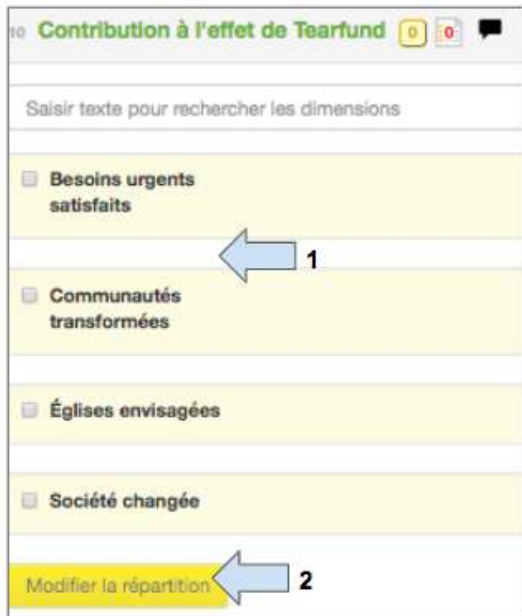 10 Contribution à l'effet de Tearfund 0 0
Saisir texte pour rechercher les dimensions
Besoins urgents
satisfaits
1
Communautés
transformées
Églises envisagées
Société changée
Modifier la répartition 2